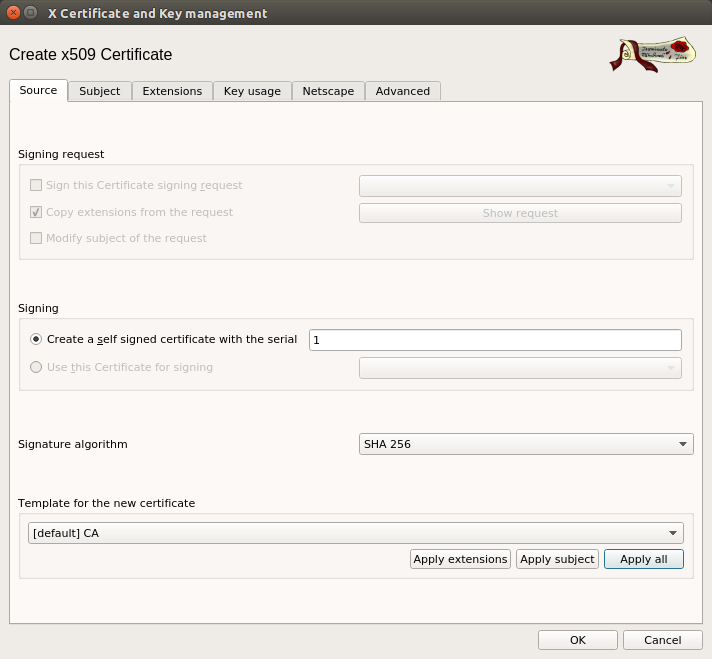 X Certificate and Key management
Create x509 Certificate
Source Subject Extensions Key usage Netscape Advanced
Signing request
Sign this Certificate signing request
Copy extensions from the request Show request
Modify subject of the request
Signing
Create a self signed certificate with the serial 1
Use this Certificate for signing
Signature algorithm SHA 256
Template for the new certificate
[default] CA
Apply extensions Apply subject Apply all
OK Cancel